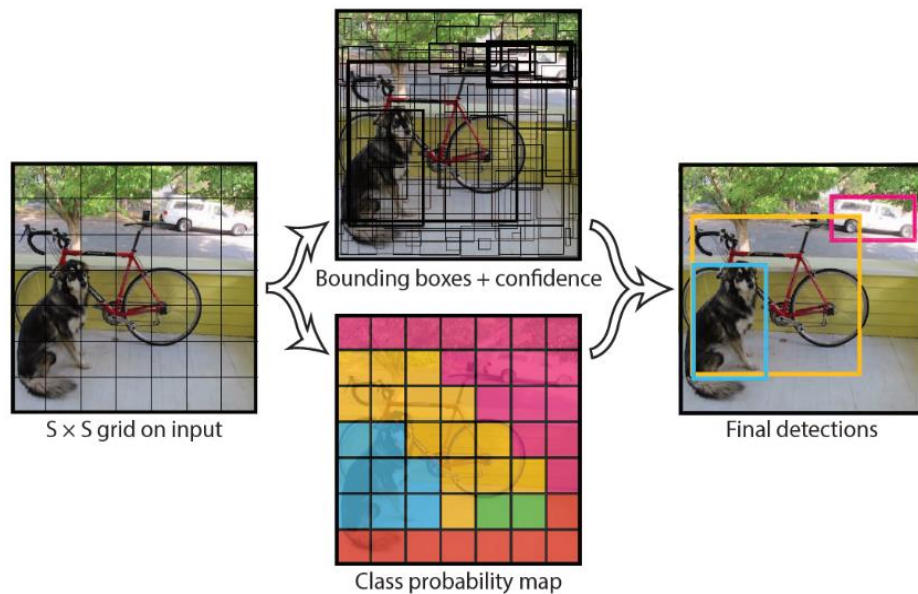 Bounding boxes + confidence
S × S grid on input
Final detections
Class probability map